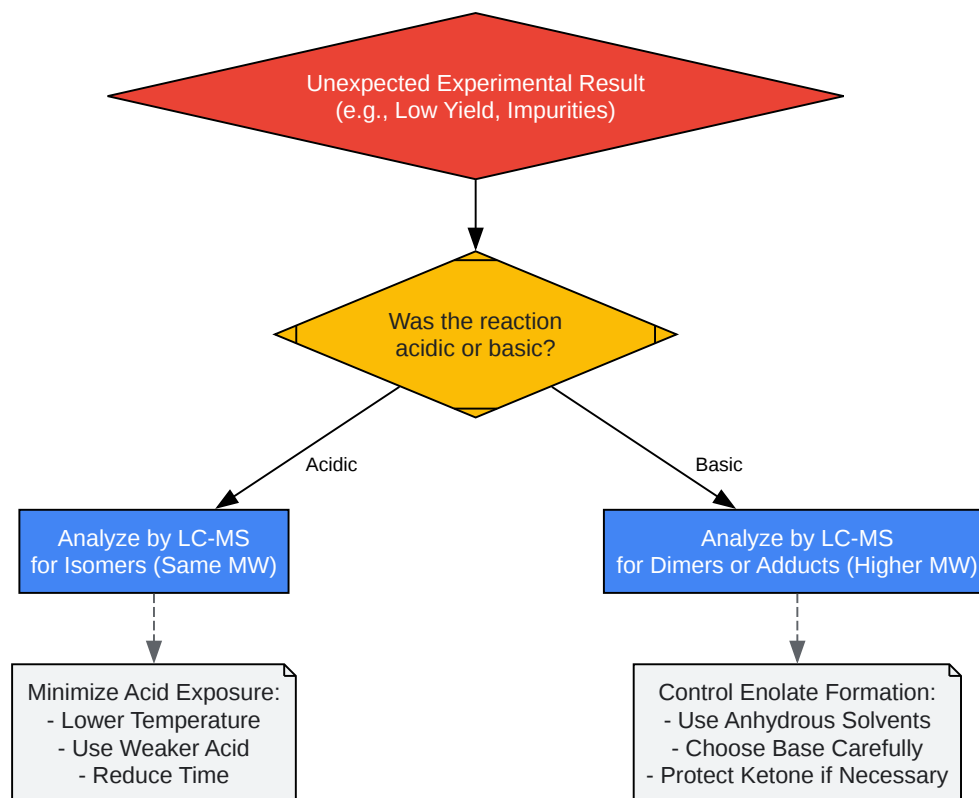 Unexpected Experimental Result
(e.g., Low Yield, Impurities)
Was the reaction
acidic or basic?
Acidic
Basic
Analyze by LC-MS
for Isomers (Same MW)
Analyze by LC-MS
for Dimers or Adducts (Higher MW)
Minimize Acid Exposure:
- Lower Temperature
- Use Weaker Acid
- Reduce Time
Control Enolate Formation:
- Use Anhydrous Solvents
- Choose Base Carefully
- Protect Ketone if Necessary